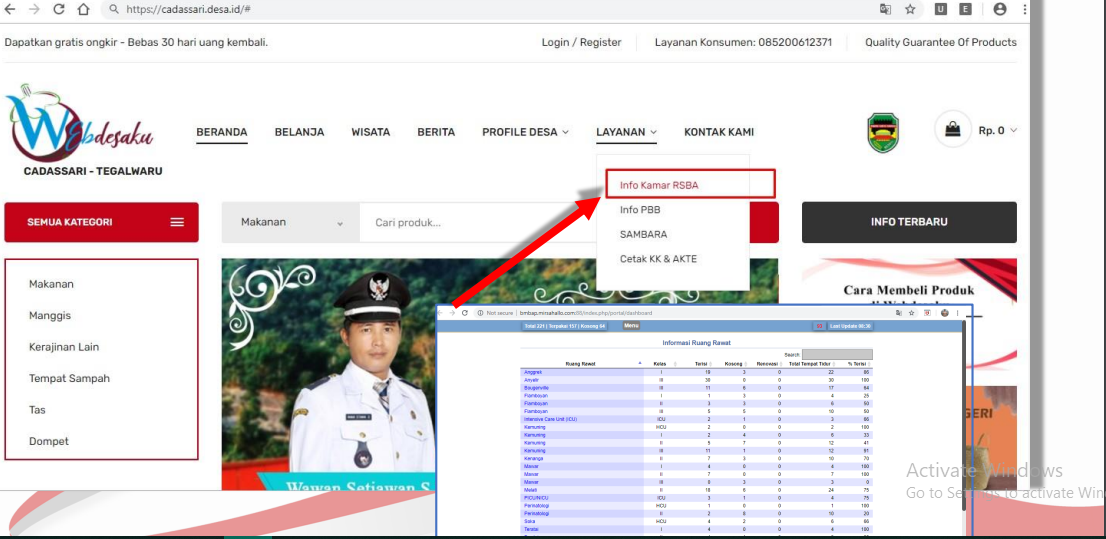 https://cadassari.desa.id/#
Dapatkan gratis ongkir - Bebas 30 hari uang kembali.
Login / Register
Layanan Konsumen: 085200612371
Quality Guarantee Of Products
Webdesaku
CADASSARI - TEGALWARU
BERANDA BELANJA WISATA BERITA PROFILE DESA LAYANAN KONTAK KAMI
Rp. 0
Info Kamar RSBA
Info PBB
SAMBARA
Cetak KK & AKTE
SEMUA KATEGORI
Makanan
Cari produk...
INFO TERBARU
Makanan
Manggis
Kerajinan Lain
Tempat Sampah
Tas
Dompet
Wawan Setiawan S
Cara Membeli Produk
Not secure | bmbap.mirsahallo.com:88/index.php/portal/dashboard
Total 221 | Terpakai 157 | Kosong 64 Menu
Last Update 08:36
Informasi Ruang Rawat
Search
Ruang Rawat Kelas Terisi Kosong Renovasi Total Tempat Tidur % Terisi
Anggrek I 19 3 0 22 86
Anyelir III 30 0 0 30 100
Bougenville III 11 6 0 17 64
Flamboyan I 1 3 0 4 25
Flamboyan II 3 3 0 6 50
Flamboyan III 5 5 0 10 50
Intensive Care Unit (ICU) ICU 2 1 0 3 66
Kemuning HCU 2 0 0 2 100
Kemuning I 2 4 0 6 33
Kemuning II 5 7 0 12 41
Kemuning III 11 1 0 12 91
Kenanga II 7 3 0 10 70
Mawar I 4 0 0 4 100
Mawar II 7 0 0 7 100
Mawar III 0 3 0 3 0
Melati II 18 6 0 24 75
PICU/NICU ICU 3 1 0 4 75
Perinatologi HCU 1 0 0 1 100
Perinatologi II 2 8 0 10 20
Soka HCU 4 2 0 6 66
Teratai I 4 0 0 4 100
GERI
Activate Windows
Go to Settings to activate Win